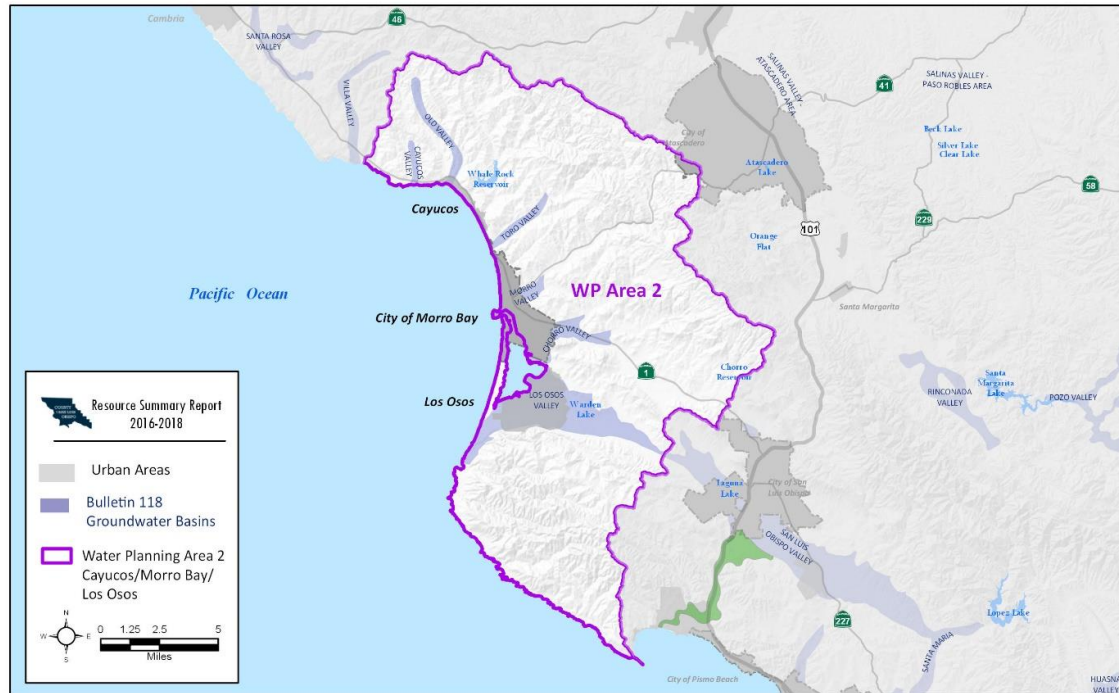 Cambria
46
SANTA ROSA
VALLEY
VILLA VALLEY
OLD VALLEY
CAYUCOS
VALLEY
Whale Rock
Reservoir
Cayucos
TORO VALLEY
City of
Atascadero
SALINAS VALLEY -
ATASCADERO AREA
Atascadero
Lake
41
SALINAS VALLEY -
PASO ROBLES AREA
Beck Lake
Silver Lake
Clear Lake
58
229
101
Orange
Flat
Santa Margarita
Pacific Ocean
WP Area 2
MORRO
VALLEY
City of Morro Bay
CHORRO VALLEY
1
Chorro
Reservoir
Los Osos
LOS OSOS
VALLEY
Warden
Lake
Santa
Margarita
Lake
RINCONADA
VALLEY
POZO VALLEY
Laguna
Lake
City of San
Luis Obispo
SAN LUIS
OBISPO VALLEY
227
Lopez Lake
SANTA MARIA
City of Pismo Beach
HUASNA
VALLEY
Resource Summary Report
2016-2018
Urban Areas
Bulletin 118
Groundwater Basins
Water Planning Area 2
Cayucos/Morro Bay/
Los Osos
N
W
E
S
0 1.25 2.5 5
Miles